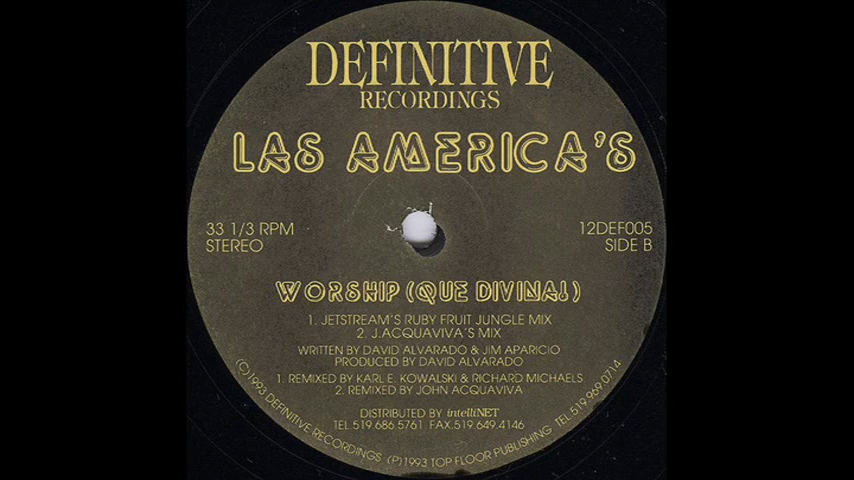 DEFINITIVE
RECORDINGS
LAS AMERICA'S
33 1/3 RPM
STEREO
12DEF005
SIDE B
WORSHIP (QUE DIVINA!)
1. JETSTREAM'S RUBY FRUIT JUNGLE MIX
2. J.ACQUAVIVA'S MIX
WRITTEN BY DAVID ALVARADO & JIM APARICIO
PRODUCED BY DAVID ALVARADO
1. REMIXED BY KARL E. KOWALSKI & RICHARD MICHAELS
2. REMIXED BY JOHN ACQUAVIVA
DISTRIBUTED BY intelliNET
TEL.519.686.5761 FAX.519.649.4146
(C)1993 DEFINITIVE RECORDINGS (P)1993 TOP FLOOR PUBLISHING TEL.519.969.0714